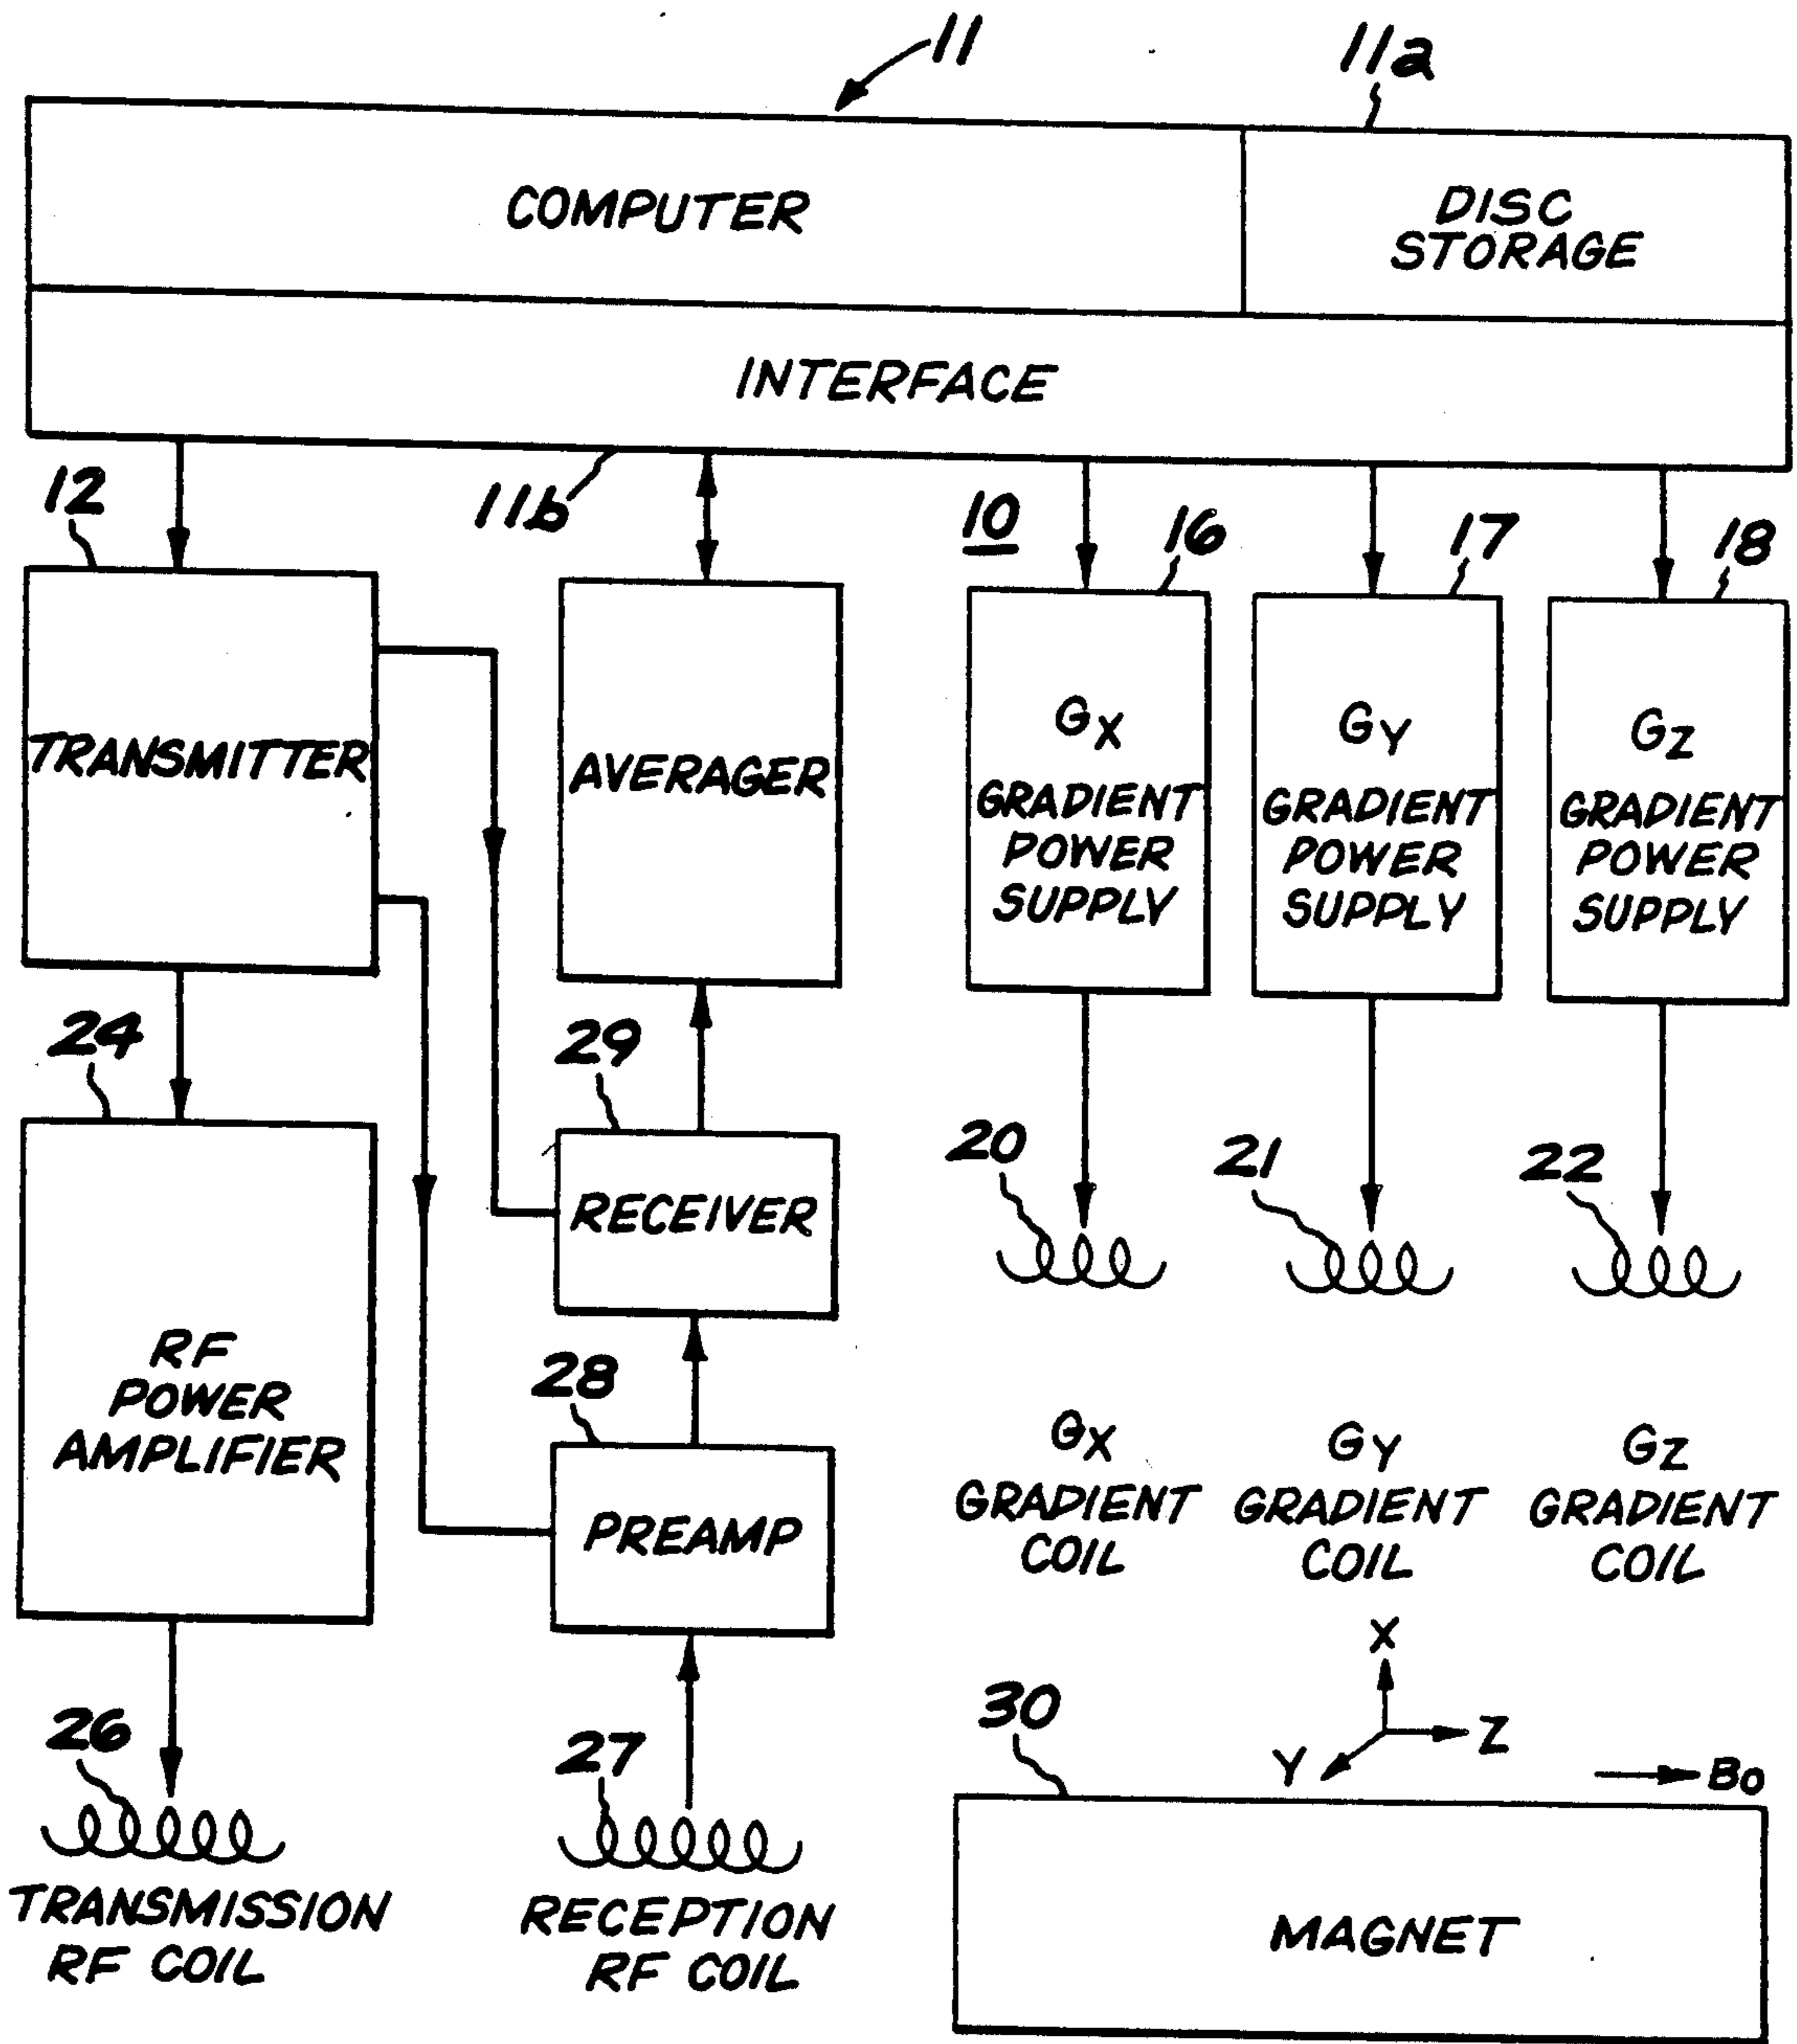 11
11a
COMPUTER
DISC
STORAGE
INTERFACE
12
11b
10
16
17
18
TRANSMITTER
AVERAGER
GX
GRADIENT
POWER
SUPPLY
GY
GRADIENT
POWER
SUPPLY
GZ
GRADIENT
POWER
SUPPLY
24
29
20
21
22
RECEIVER
RF
POWER
AMPLIFIER
28
PREAMP
GX
GRADIENT
COIL
GY
GRADIENT
COIL
GZ
GRADIENT
COIL
26
27
TRANSMISSION
RF COIL
RECEPTION
RF COIL
30
X
Z
Y
Bo
MAGNET